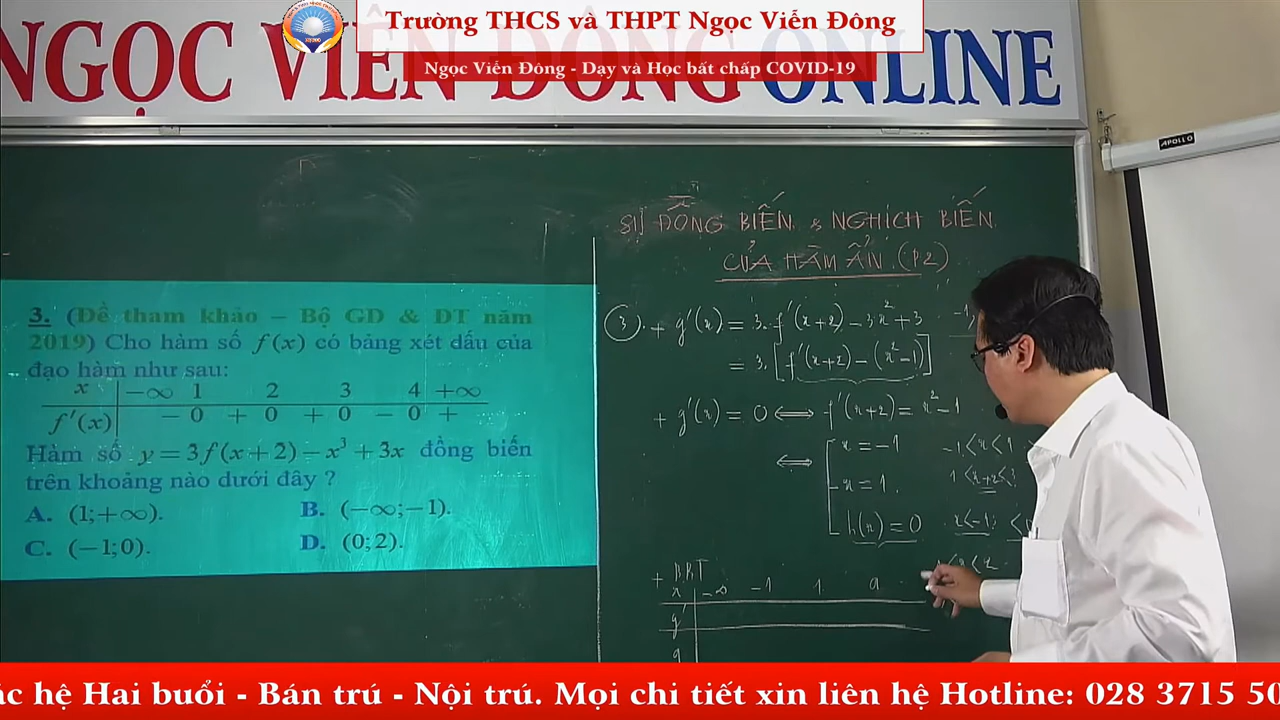 Trường THCS và THPT Ngọc Viễn Đông
Ngọc Viễn Đông - Dạy và Học bất chấp COVID-19
NGỌC VIỄN ĐÔNG ONLINE
APOLLO
SỰ ĐỒNG BIẾN & NGHỊCH BIẾN
CỦA HÀM ẨN (P2)
3. (Đề tham khảo – Bộ GD & ĐT năm
2019) Cho hàm số f(x) có bảng xét dấu của
đạo hàm như sau:
x −∞ 1 2 3 4 +∞
f'(x) − 0 + 0 + 0 − 0 +
Hàm số y = 3f(x+2) − x³ + 3x đồng biến
trên khoảng nào dưới đây ?
A. (1;+∞). B. (−∞;−1).
C. (−1;0). D. (0;2).
3 + g'(x) = 3. f'(x+2) − 3x² + 3
= 3. [f'(x+2) − (x²−1)]
+ g'(x) = 0 ⟺ f'(x+2) = x² − 1
⟺ x = −1
x = 1.
h(x) = 0
−1<x<1
x<−1;
+ BBT
x −∞ −1 1 a
g'
g
ác hệ Hai buổi - Bán trú - Nội trú. Mọi chi tiết xin liên hệ Hotline: 028 3715 50